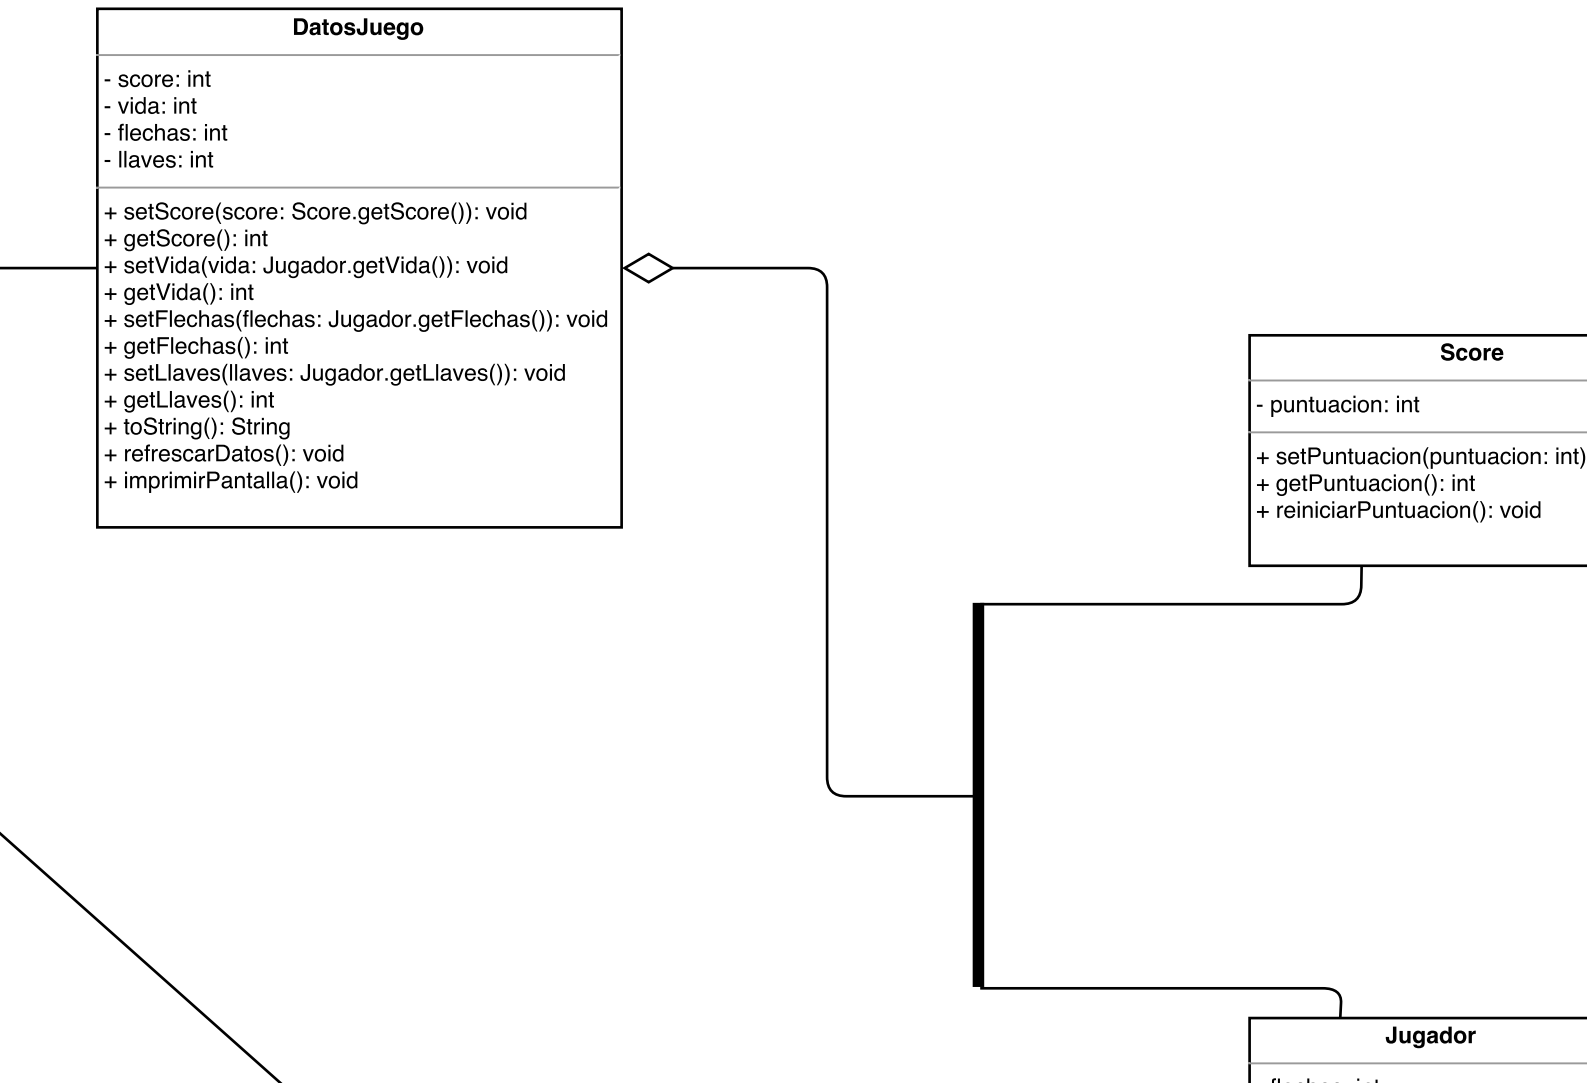 DatosJuego
- score: int
- vida: int
- flechas: int
- llaves: int
+ setScore(score: Score.getScore()): void
+ getScore(): int
+ setVida(vida: Jugador.getVida()): void
+ getVida(): int
+ setFlechas(flechas: Jugador.getFlechas()): void
+ getFlechas(): int
+ setLlaves(llaves: Jugador.getLlaves()): void
+ getLlaves(): int
+ toString(): String
+ refrescarDatos(): void
+ imprimirPantalla(): void
Score
- puntuacion: int
+ setPuntuacion(puntuacion: int)
+ getPuntuacion(): int
+ reiniciarPuntuacion(): void
Jugador